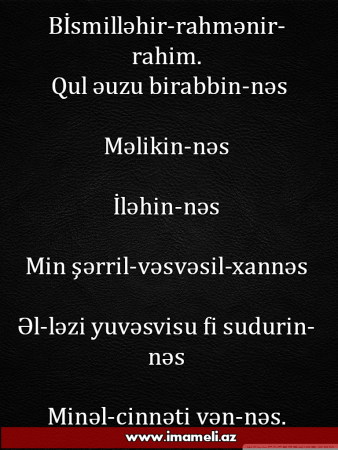 Bİsmilləhir-rahmənir-
rahim.
Qul əuzu birabbin-nəs
Məlikin-nəs
İləhin-nəs
Min şərril-vəsvəsil-xannəs
Əl-ləzi yuvəsvisu fi sudurin-
nəs
Minəl-cinnəti vən-nəs.
www.imameli.az